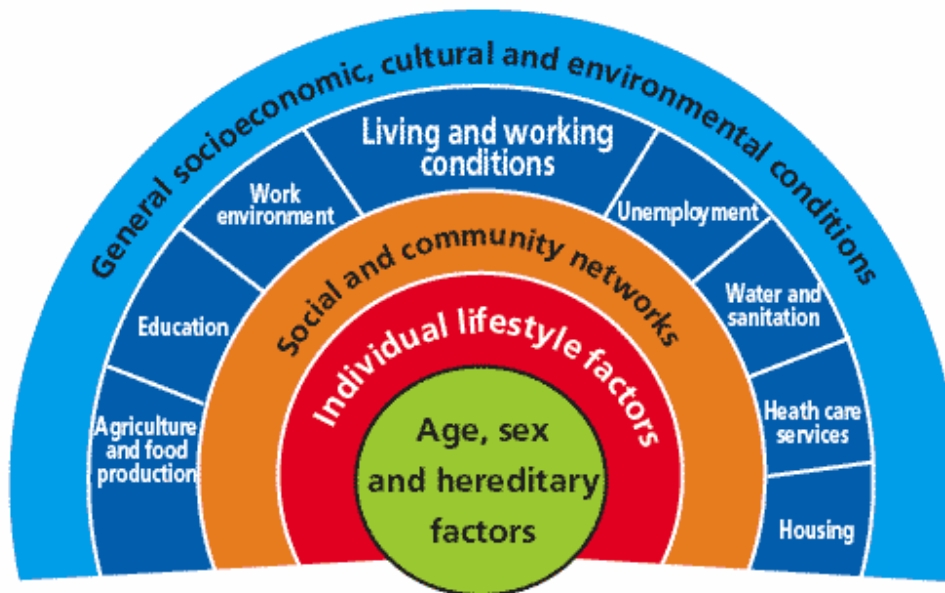 General socioeconomic, cultural and environmental conditions
Living and working
conditions
Work
environment
Unemployment
Education
Water and
sanitation
Agriculture
and food
production
Heath care
services
Housing
Social and community networks
Individual lifestyle factors
Age, sex
and hereditary
factors